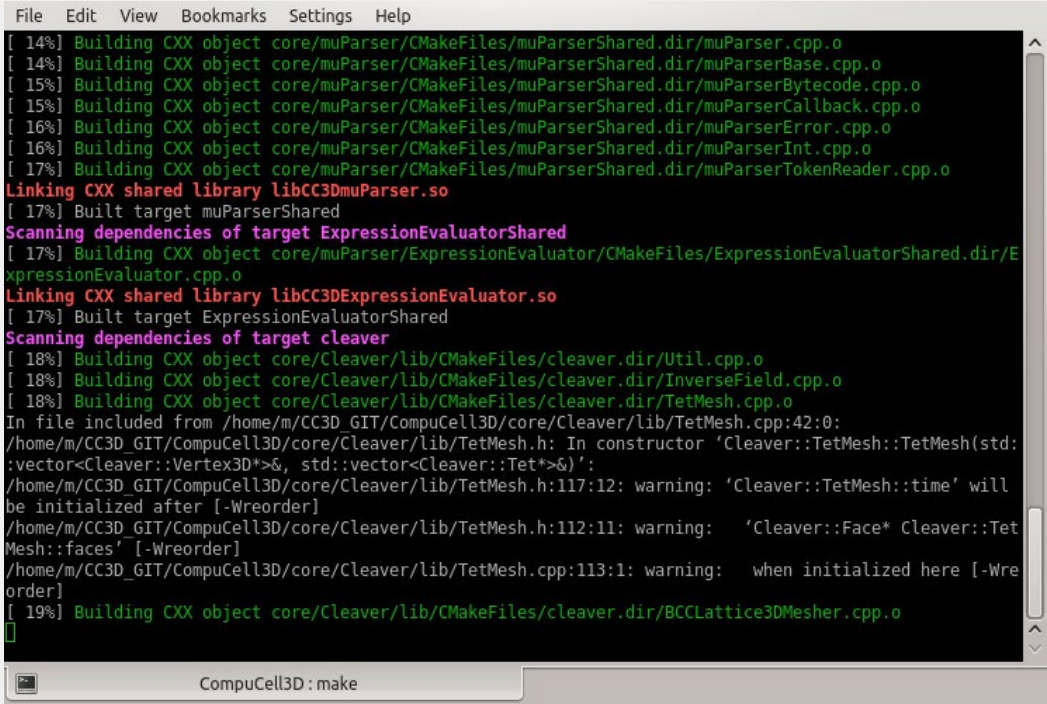 File Edit View Bookmarks Settings Help
[ 14%] Building CXX object core/muParser/CMakeFiles/muParserShared.dir/muParser.cpp.o
[ 14%] Building CXX object core/muParser/CMakeFiles/muParserShared.dir/muParserBase.cpp.o
[ 15%] Building CXX object core/muParser/CMakeFiles/muParserShared.dir/muParserBytecode.cpp.o
[ 15%] Building CXX object core/muParser/CMakeFiles/muParserShared.dir/muParserCallback.cpp.o
[ 16%] Building CXX object core/muParser/CMakeFiles/muParserShared.dir/muParserError.cpp.o
[ 16%] Building CXX object core/muParser/CMakeFiles/muParserShared.dir/muParserInt.cpp.o
[ 17%] Building CXX object core/muParser/CMakeFiles/muParserShared.dir/muParserTokenReader.cpp.o
Linking CXX shared library libCC3DmuParser.so
[ 17%] Built target muParserShared
Scanning dependencies of target ExpressionEvaluatorShared
[ 17%] Building CXX object core/muParser/ExpressionEvaluator/CMakeFiles/ExpressionEvaluatorShared.dir/E
xpressionEvaluator.cpp.o
Linking CXX shared library libCC3DExpressionEvaluator.so
[ 17%] Built target ExpressionEvaluatorShared
Scanning dependencies of target cleaver
[ 18%] Building CXX object core/Cleaver/lib/CMakeFiles/cleaver.dir/Util.cpp.o
[ 18%] Building CXX object core/Cleaver/lib/CMakeFiles/cleaver.dir/InverseField.cpp.o
[ 18%] Building CXX object core/Cleaver/lib/CMakeFiles/cleaver.dir/TetMesh.cpp.o
In file included from /home/m/CC3D_GIT/CompuCell3D/core/Cleaver/lib/TetMesh.cpp:42:0:
/home/m/CC3D_GIT/CompuCell3D/core/Cleaver/lib/TetMesh.h: In constructor ‘Cleaver::TetMesh::TetMesh(std:
:vector<Cleaver::Vertex3D*>&, std::vector<Cleaver::Tet*>&)’:
/home/m/CC3D_GIT/CompuCell3D/core/Cleaver/lib/TetMesh.h:117:12: warning: ‘Cleaver::TetMesh::time’ will
be initialized after [-Wreorder]
/home/m/CC3D_GIT/CompuCell3D/core/Cleaver/lib/TetMesh.h:112:11: warning:   ‘Cleaver::Face* Cleaver::Tet
Mesh::faces’ [-Wreorder]
/home/m/CC3D_GIT/CompuCell3D/core/Cleaver/lib/TetMesh.cpp:113:1: warning:   when initialized here [-Wre
order]
[ 19%] Building CXX object core/Cleaver/lib/CMakeFiles/cleaver.dir/BCCLattice3DMesher.cpp.o
CompuCell3D : make